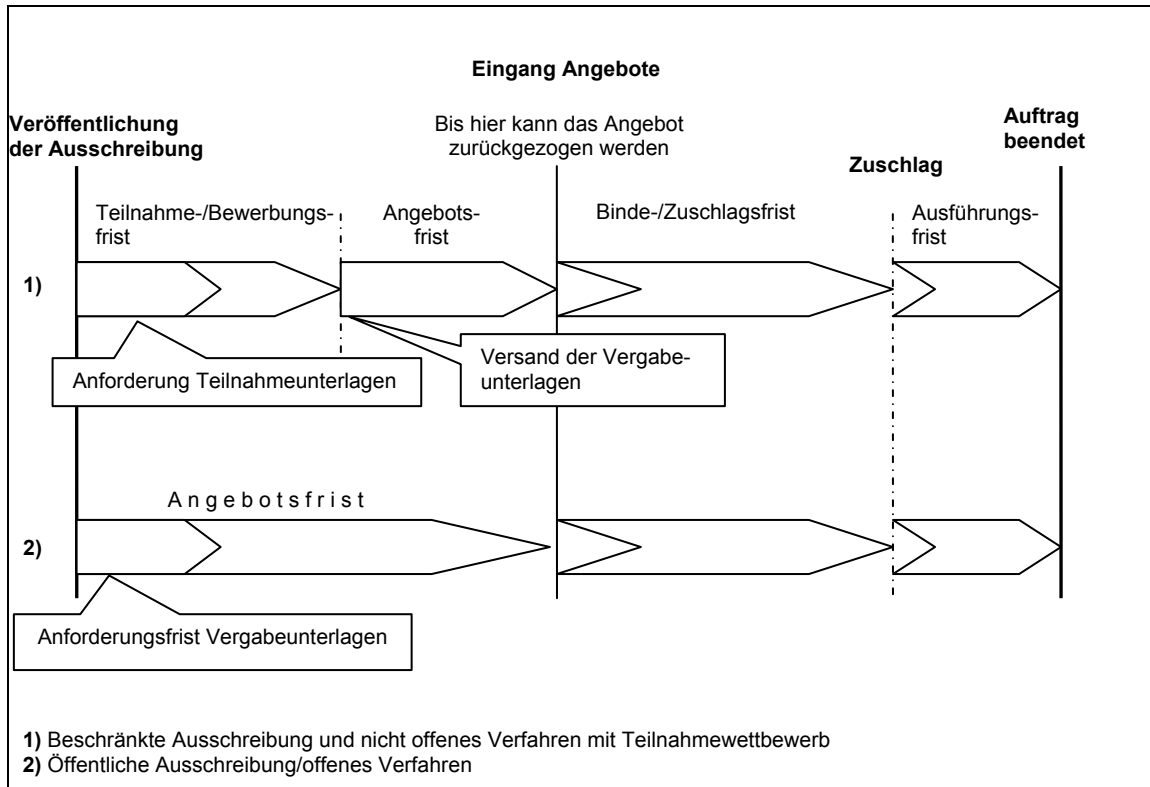 Eingang Angebote
Veröffentlichung
der Ausschreibung
Bis hier kann das Angebot
zurückgezogen werden
Zuschlag
Auftrag
beendet
Teilnahme-/Bewerbungs-
frist
Angebots-
frist
Binde-/Zuschlagsfrist
Ausführungs-
frist
1)
Anforderung Teilnahmeunterlagen
Versand der Vergabe-
unterlagen
Angebotsfrist
2)
Anforderungsfrist Vergabeunterlagen
1) Beschränkte Ausschreibung und nicht offenes Verfahren mit Teilnahmewettbewerb
2) Öffentliche Ausschreibung/offenes Verfahren